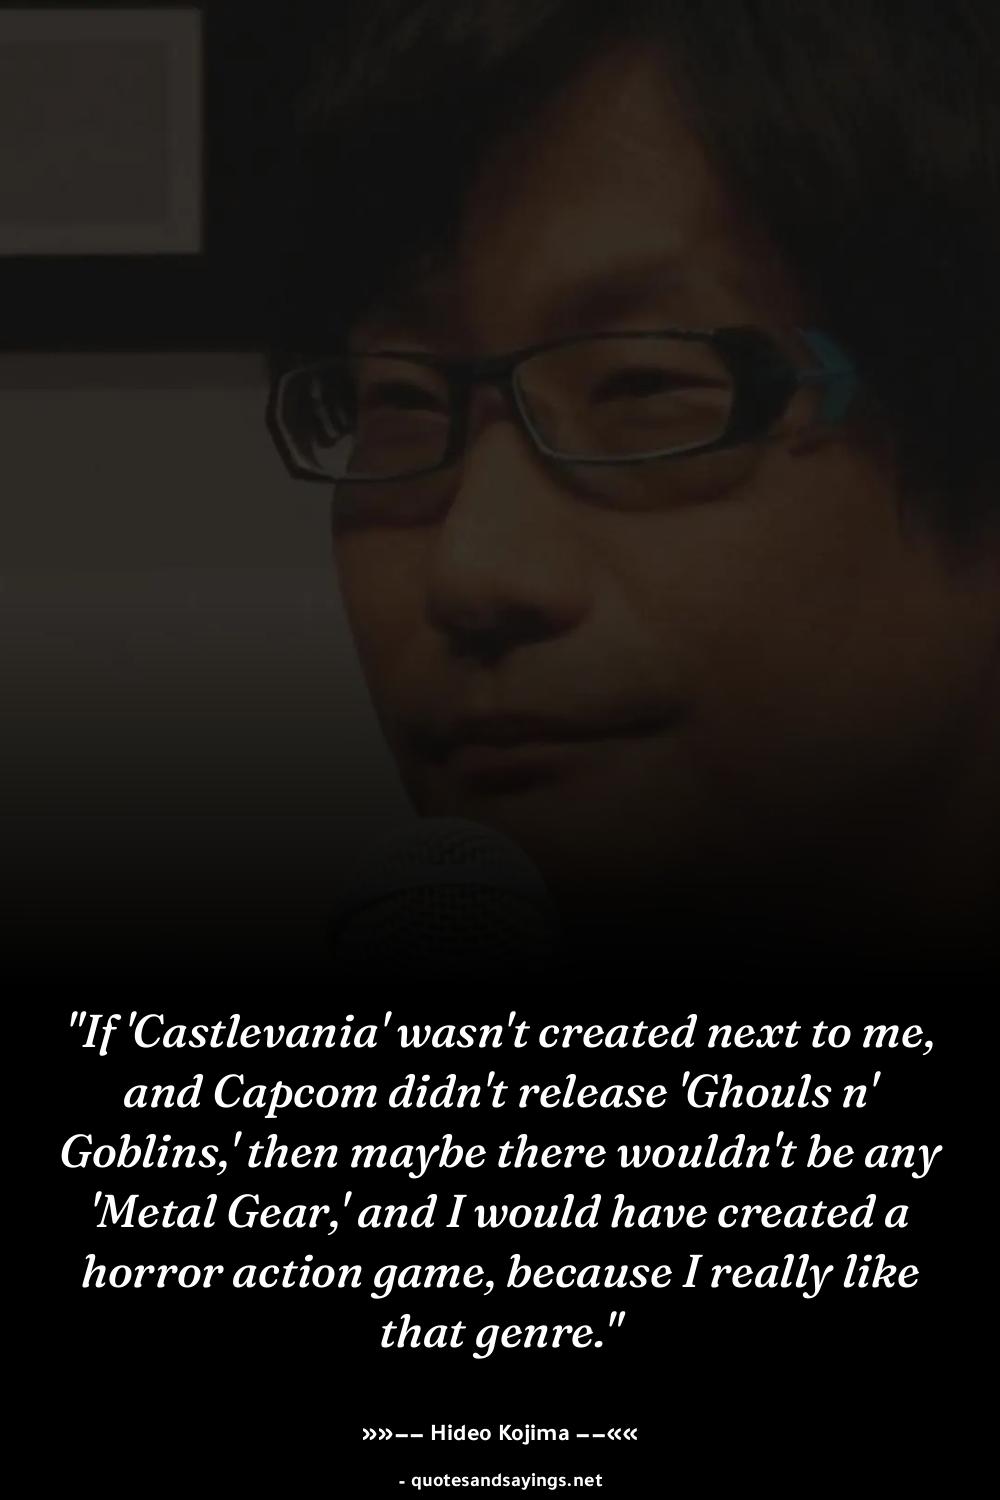 "If 'Castlevania' wasn't created next to me,
and Capcom didn't release 'Ghouls n'
Goblins,' then maybe there wouldn't be any
'Metal Gear,' and I would have created a
horror action game, because I really like
that genre."
»»−− Hideo Kojima −−««
- quotesandsayings.net